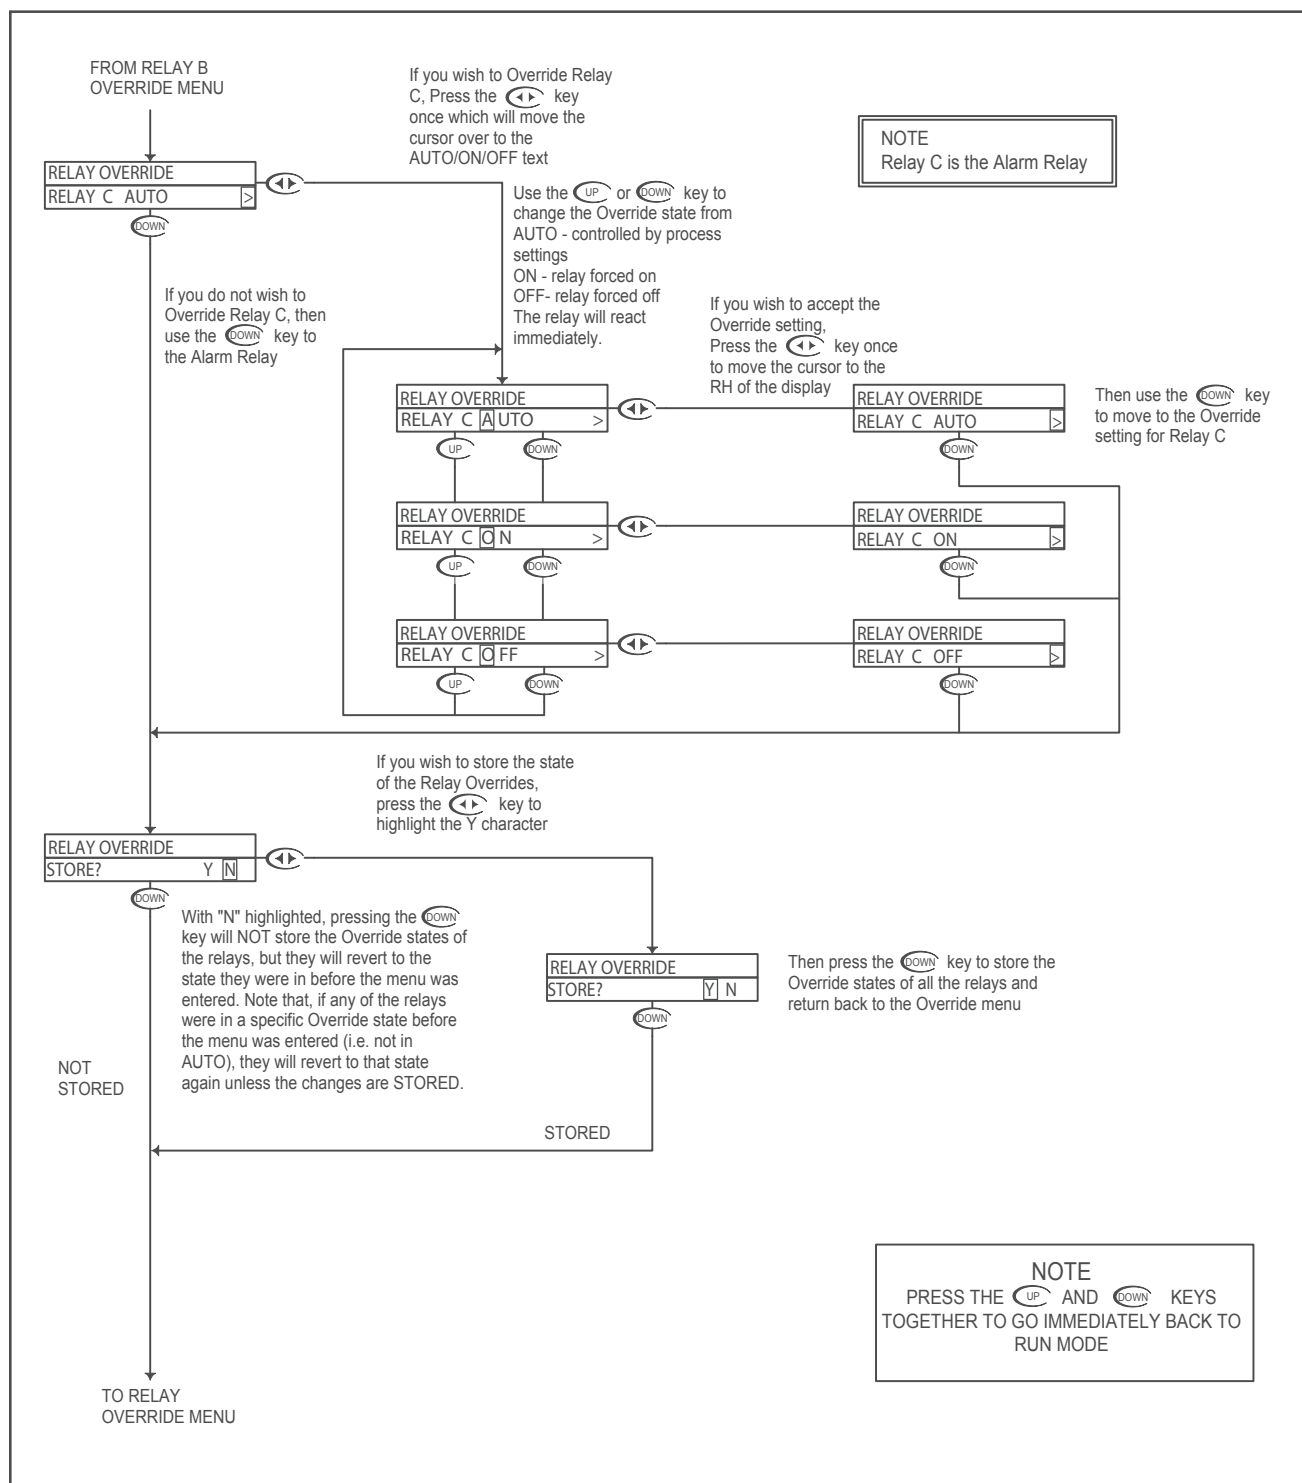 FROM RELAY B
OVERRIDE MENU
If you wish to Override Relay
C, Press the key
once which will move the
cursor over to the
AUTO/ON/OFF text
NOTE
Relay C is the Alarm Relay
RELAY OVERRIDE
RELAY C AUTO >
DOWN
Use the UP or DOWN key to
change the Override state from
AUTO - controlled by process
settings
ON - relay forced on
OFF- relay forced off
The relay will react
immediately.
If you do not wish to
Override Relay C, then
use the DOWN key to
the Alarm Relay
If you wish to accept the
Override setting,
Press the key once
to move the cursor to the
RH of the display
RELAY OVERRIDE
RELAY C AUTO >
UP DOWN
RELAY OVERRIDE
RELAY C AUTO >
DOWN
Then use the DOWN key
to move to the Override
setting for Relay C
RELAY OVERRIDE
RELAY C ON >
UP DOWN
RELAY OVERRIDE
RELAY C ON >
DOWN
RELAY OVERRIDE
RELAY C OFF >
UP DOWN
RELAY OVERRIDE
RELAY C OFF >
DOWN
If you wish to store the state
of the Relay Overrides,
press the key to
highlight the Y character
RELAY OVERRIDE
STORE? Y N
DOWN
With "N" highlighted, pressing the DOWN
key will NOT store the Override states of
the relays, but they will revert to the
state they were in before the menu was
entered. Note that, if any of the relays
were in a specific Override state before
the menu was entered (i.e. not in
AUTO), they will revert to that state
again unless the changes are STORED.
RELAY OVERRIDE
STORE? Y N
DOWN
Then press the DOWN key to store the
Override states of all the relays and
return back to the Override menu
NOT
STORED
STORED
NOTE
PRESS THE UP AND DOWN KEYS
TOGETHER TO GO IMMEDIATELY BACK TO
RUN MODE
TO RELAY
OVERRIDE MENU